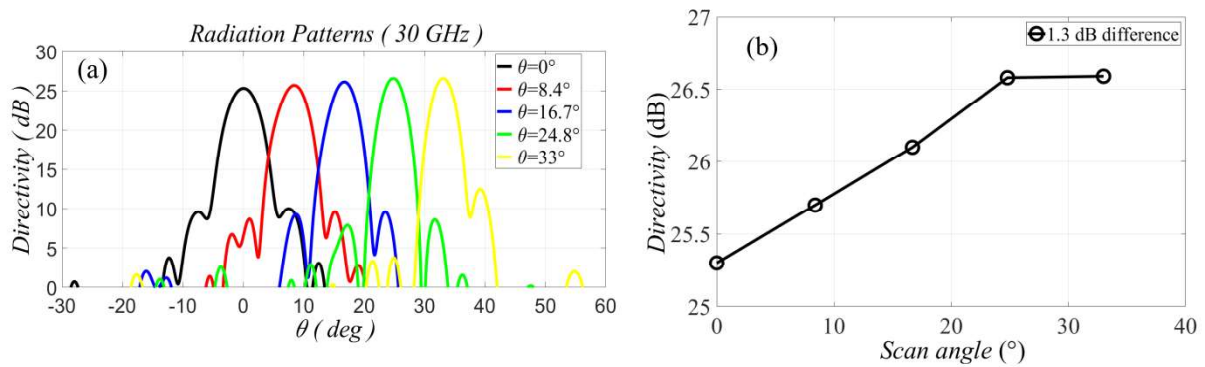 Radiation Patterns ( 30 GHz )
(a)
θ=0°
θ=8.4°
θ=16.7°
θ=24.8°
θ=33°
Directivity ( dB )
30
25
20
15
10
5
0
-30 -20 -10 0 10 20 30 40 50 60
θ ( deg )
(b)
1.3 dB difference
Directivity (dB)
27
26.5
26
25.5
25
0 10 20 30 40
Scan angle (°)